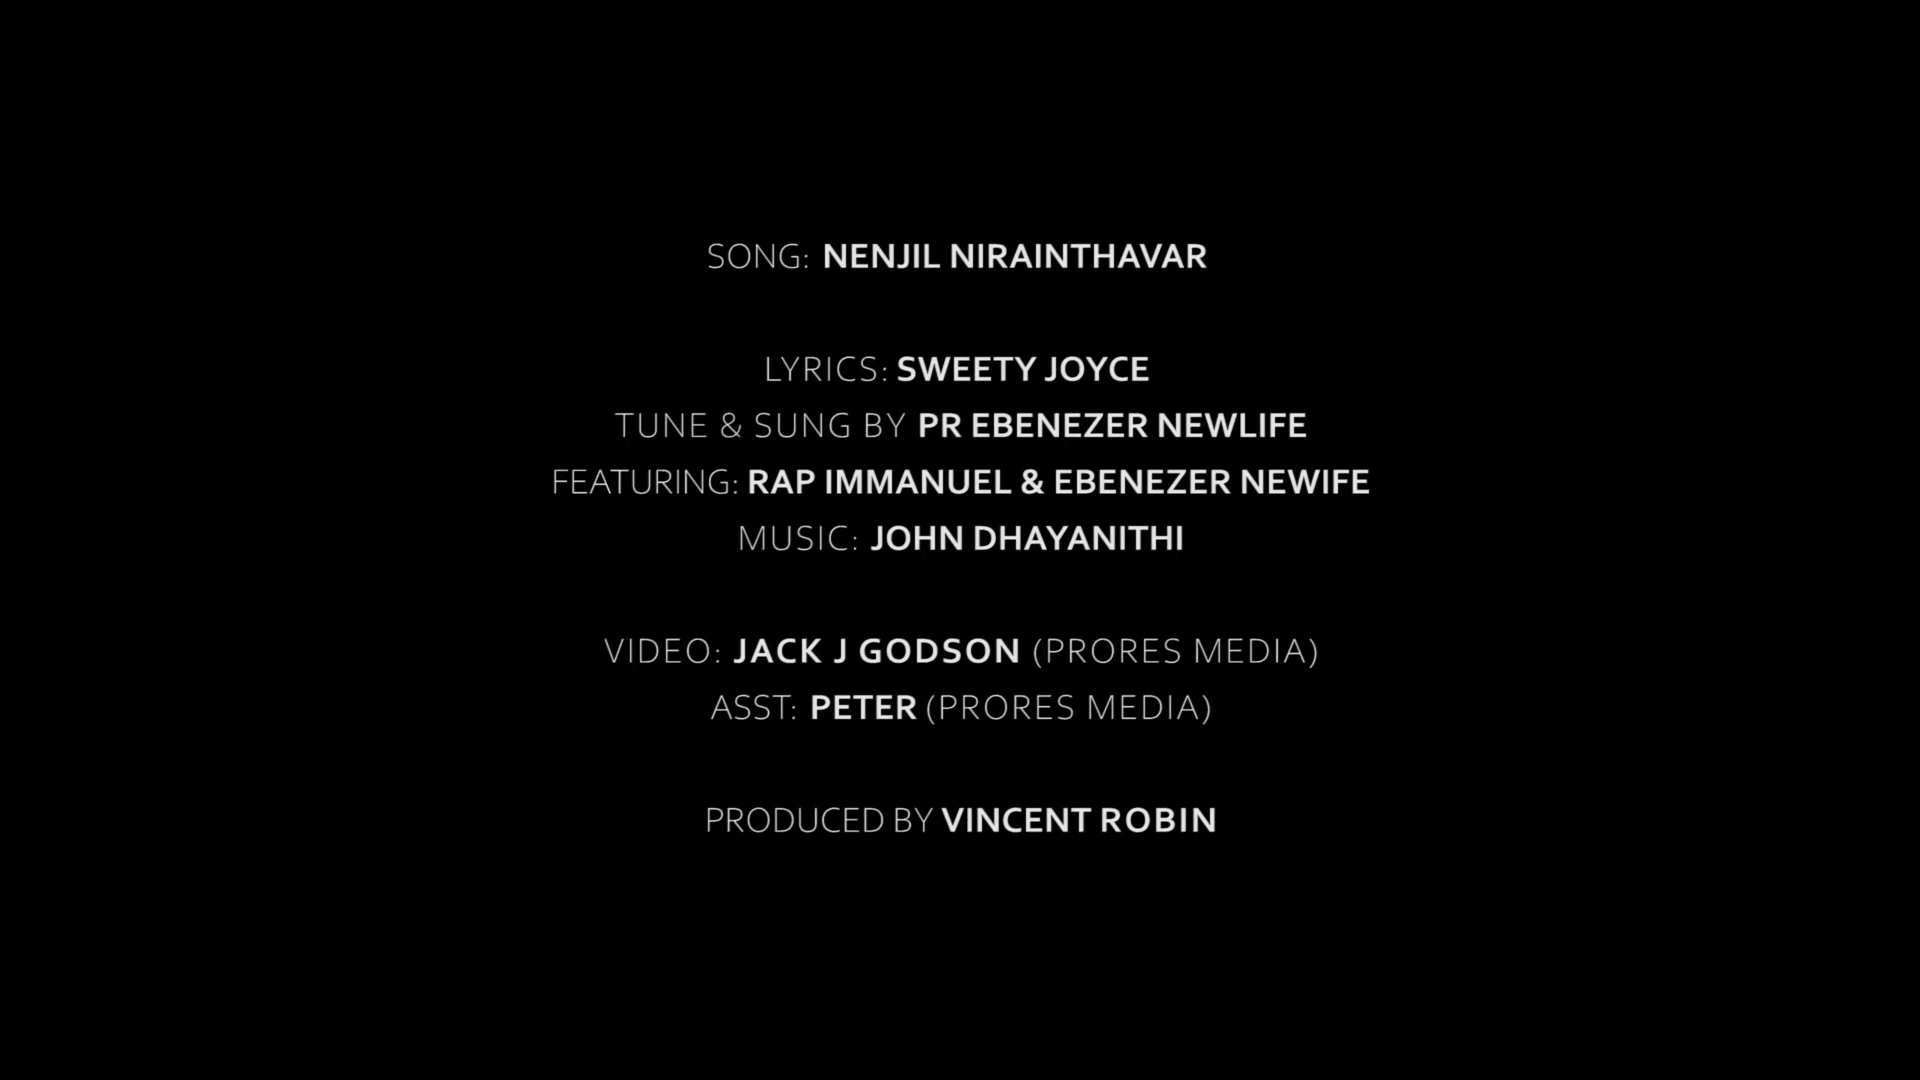 SONG: NENJIL NIRAINTHAVAR
LYRICS: SWEETY JOYCE
TUNE & SUNG BY PR EBENEZER NEWLIFE
FEATURING: RAP IMMANUEL & EBENEZER NEWIFE
MUSIC: JOHN DHAYANITHI
VIDEO: JACK J GODSON (PRORES MEDIA)
ASST: PETER (PRORES MEDIA)
PRODUCED BY VINCENT ROBIN